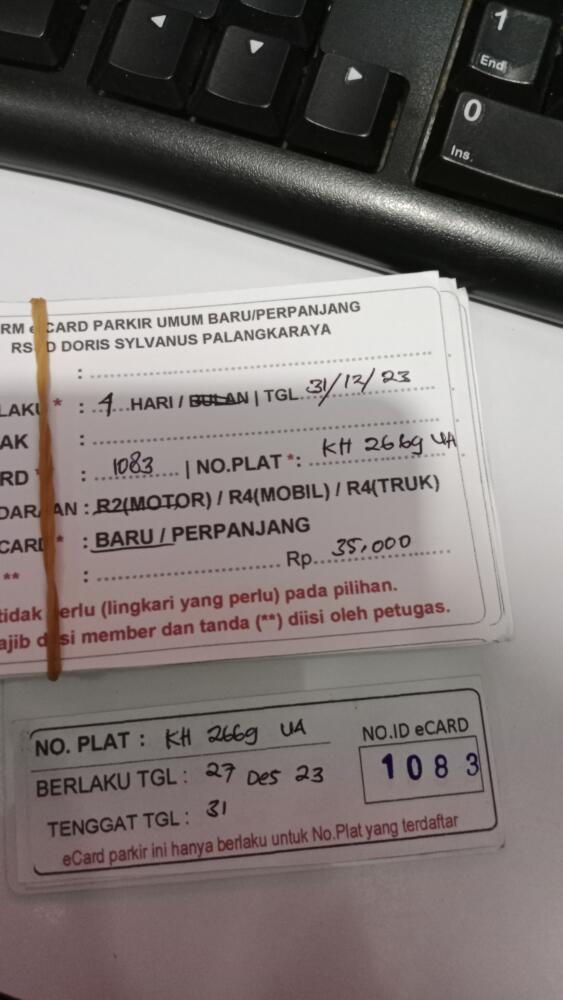 1
End
0
Ins
RM eCARD PARKIR UMUM BARU/PERPANJANG
RSUD DORIS SYLVANUS PALANGKARAYA
: ..........
LAKU * : 4 HARI / BULAN | TGL 31/12/23
AK : ..........
RD * : 1083 | NO.PLAT *: KH 2669 UA
DARAAN : R2(MOTOR) / R4(MOBIL) / R4(TRUK)
CARD * : BARU / PERPANJANG
** : .......... Rp. 35.000
tidak perlu (lingkari yang perlu) pada pilihan.
ajib diisi member dan tanda (**) diisi oleh petugas.
NO. PLAT : KH 2669 UA
NO.ID eCARD
BERLAKU TGL : 27 Des 23
1083
TENGGAT TGL : 31
eCard parkir ini hanya berlaku untuk No.Plat yang terdaftar